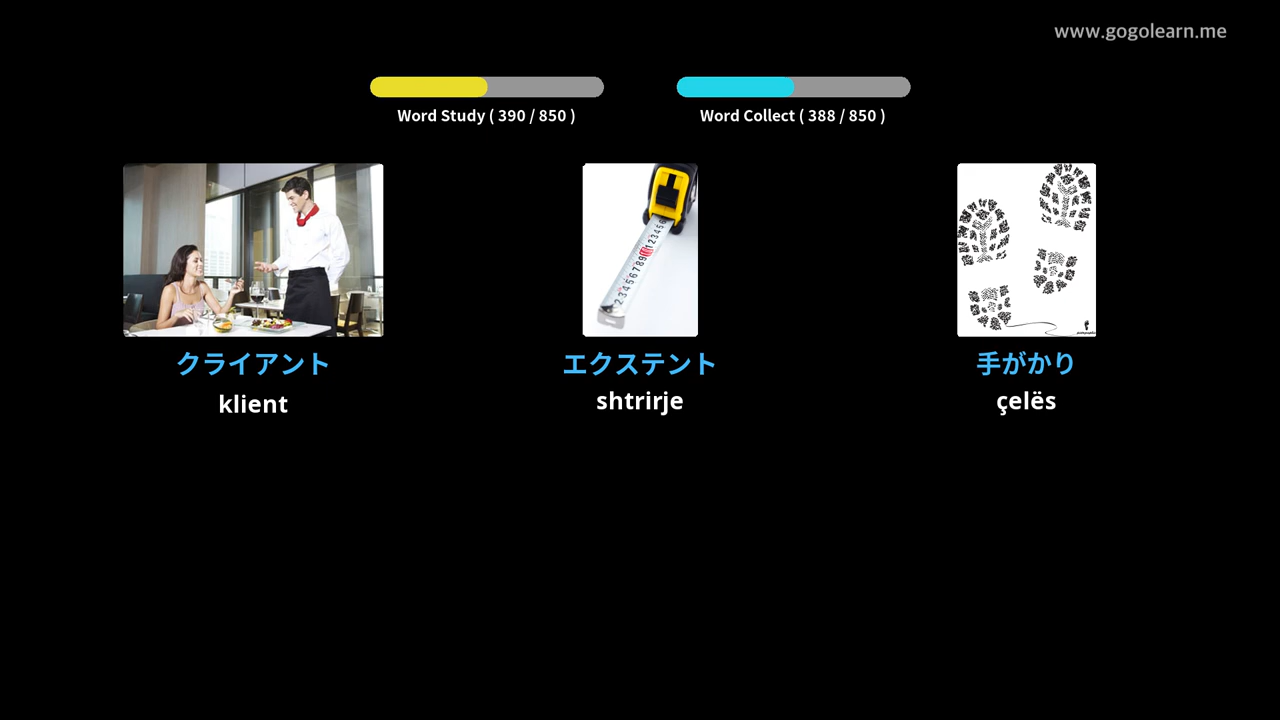 www.gogolearn.me
Word Study ( 390 / 850 )
Word Collect ( 388 / 850 )
クライアント
エクステント
手がかり
klient
shtrirje
çelës